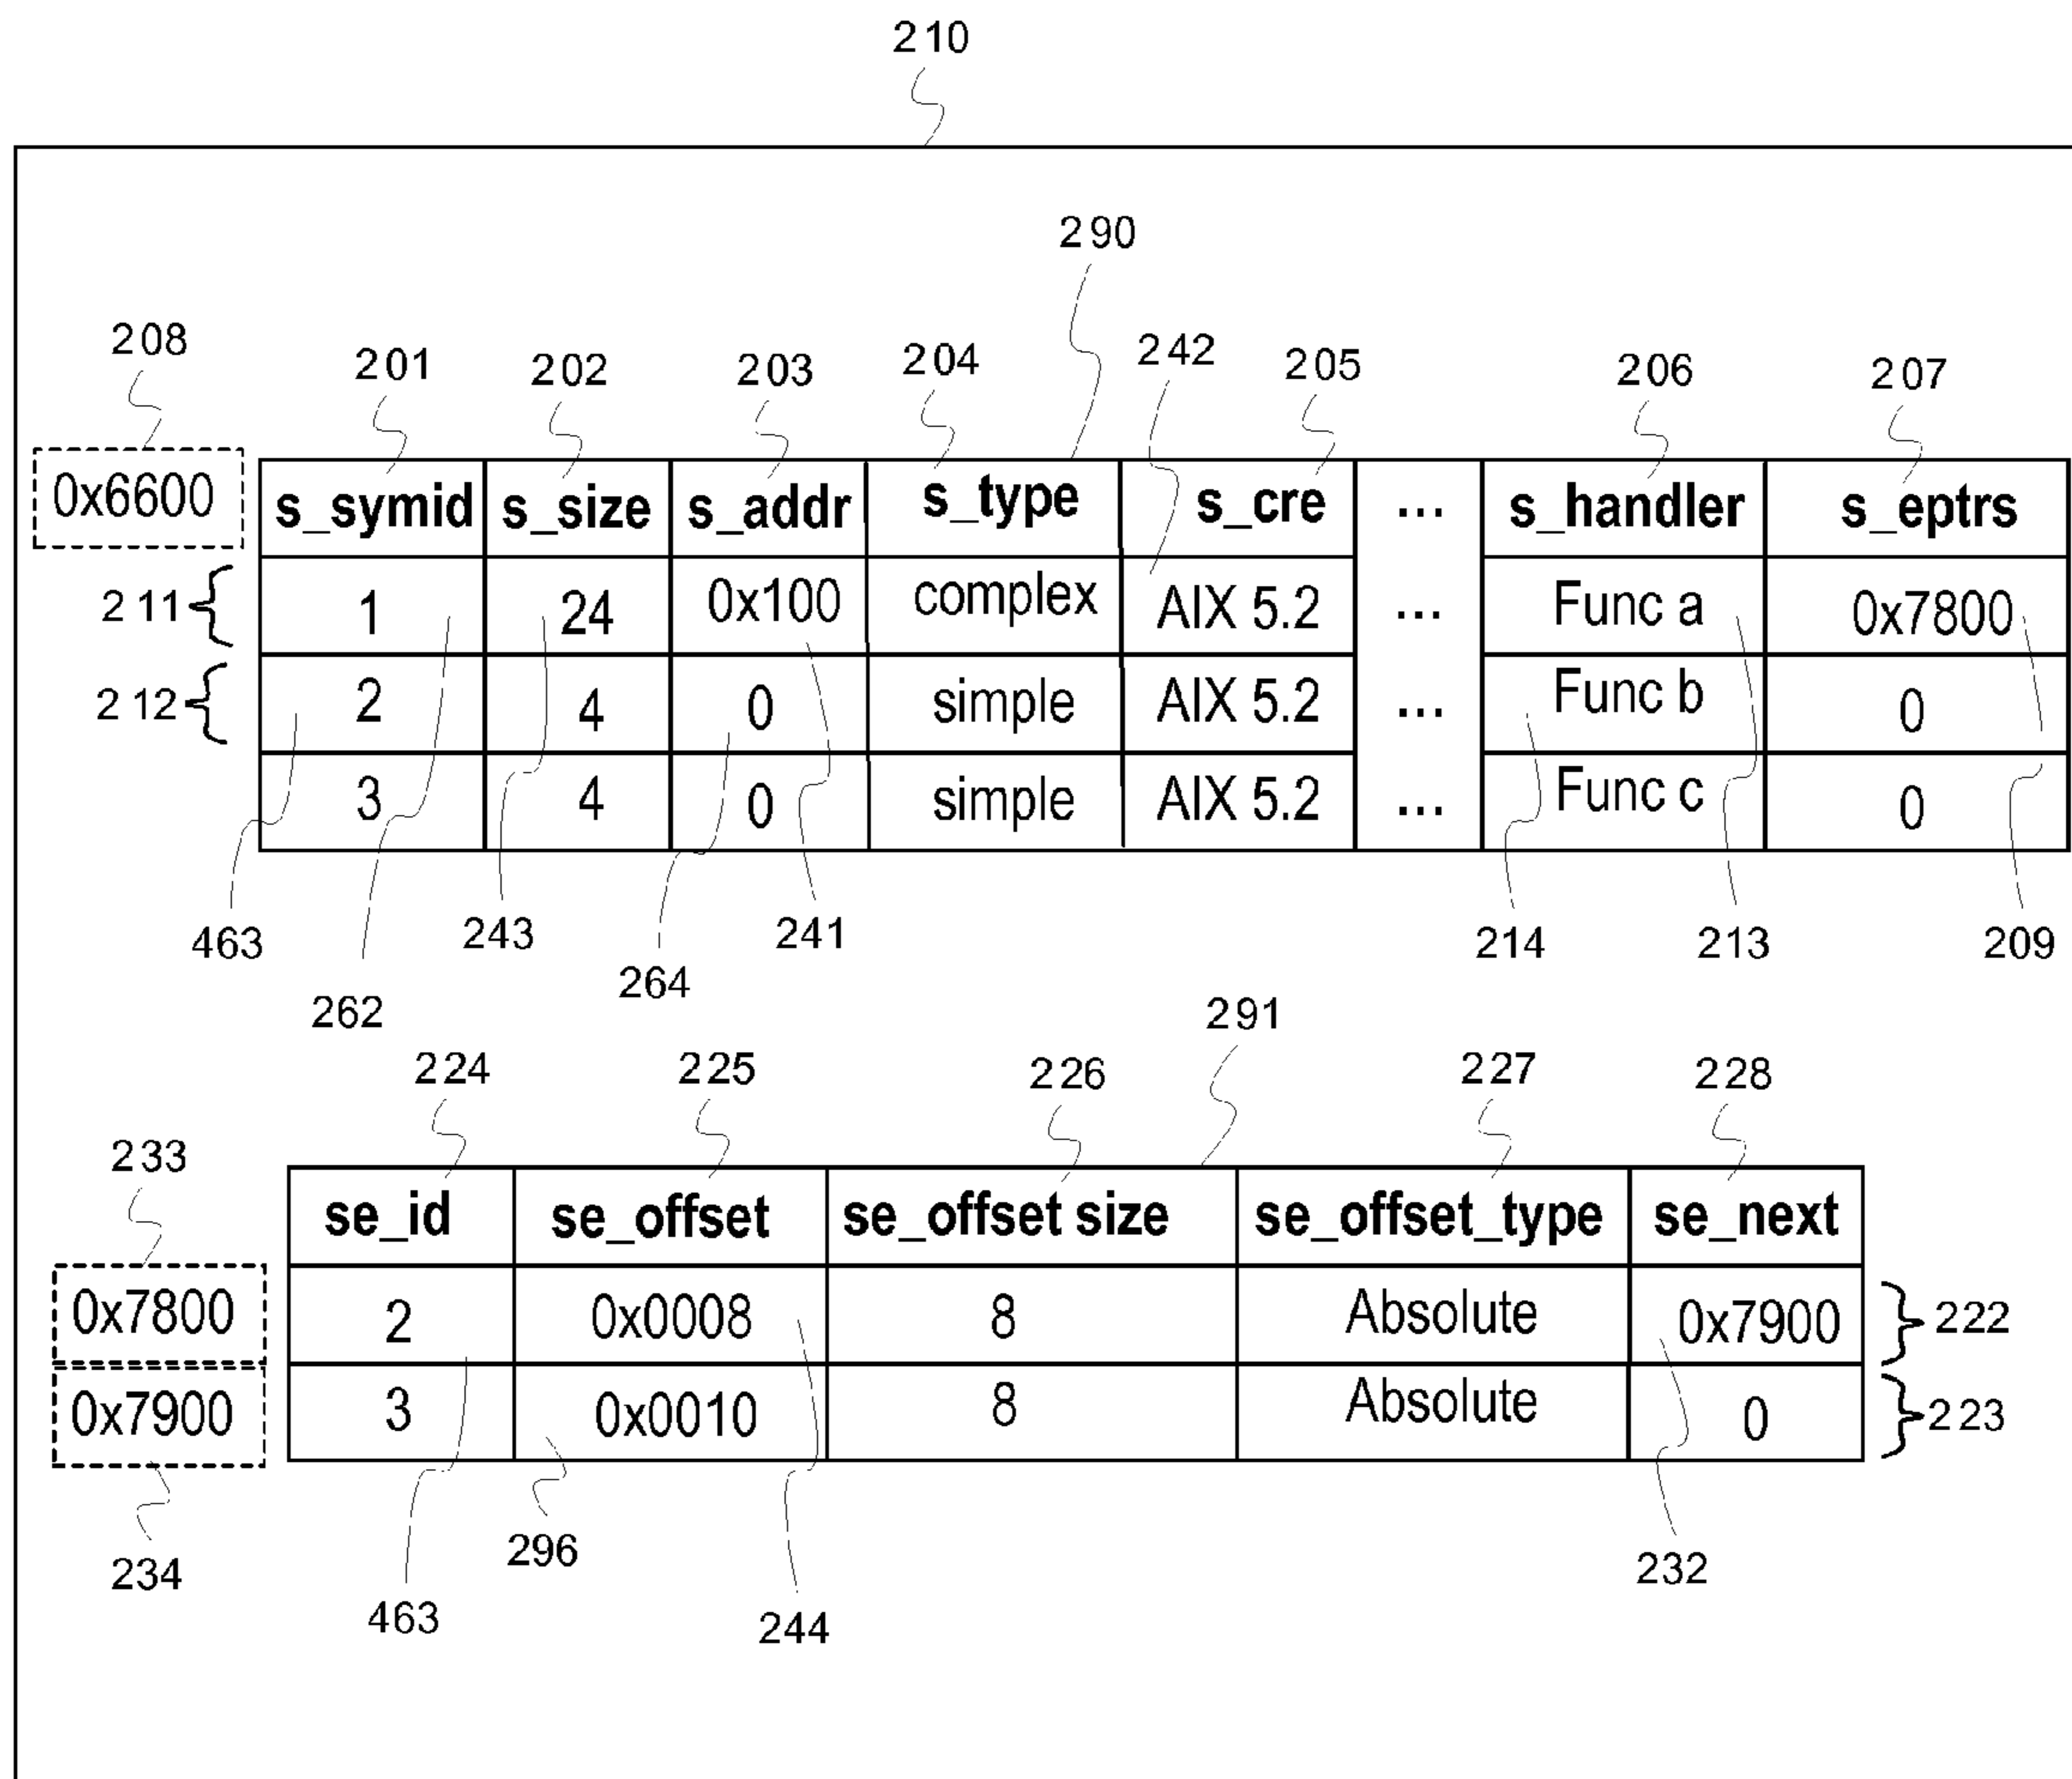 210
290
208 201 202 203 204 242 205 206 207
0x6600 s_symid s_size s_addr s_type s_cre ... s_handler s_eptrs
211 1 24 0x100 complex AIX 5.2 ... Func a 0x7800
212 2 4 0 simple AIX 5.2 ... Func b 0
3 4 0 simple AIX 5.2 ... Func c 0
463 243 241 214 213 209
262 264
291
224 225 226 227 228
233
se_id se_offset se_offset size se_offset_type se_next
0x7800 2 0x0008 8 Absolute 0x7900 222
0x7900 3 0x0010 8 Absolute 0 223
234 296 232
463 244